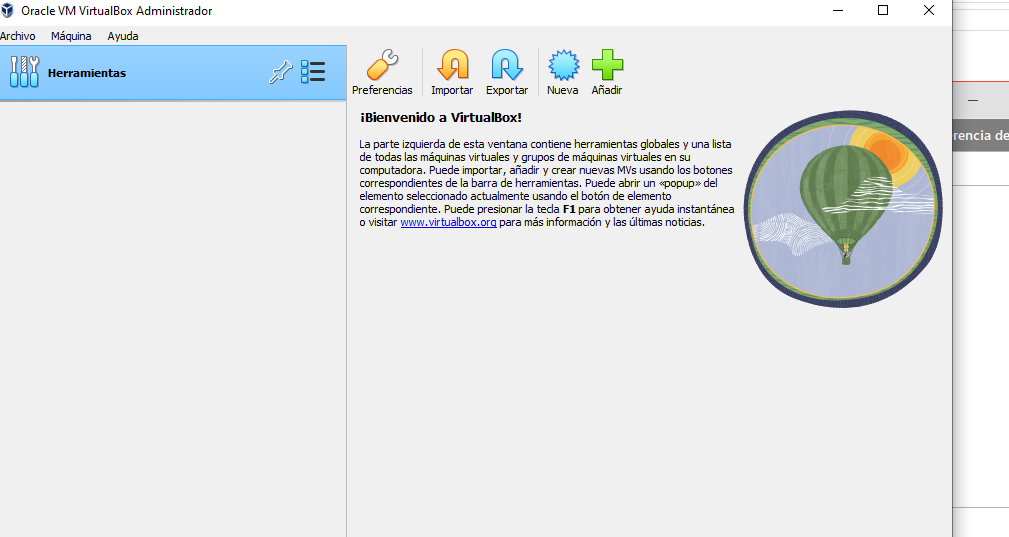 Oracle VM VirtualBox Administrador
Archivo Máquina Ayuda
Herramientas
Preferencias Importar Exportar Nueva Añadir
¡Bienvenido a VirtualBox!
La parte izquierda de esta ventana contiene herramientas globales y una lista
de todas las máquinas virtuales y grupos de máquinas virtuales en su
computadora. Puede importar, añadir y crear nuevas MVs usando los botones
correspondientes de la barra de herramientas. Puede abrir un «popup» del
elemento seleccionado actualmente usando el botón de elemento
correspondiente. Puede presionar la tecla F1 para obtener ayuda instantánea
o visitar www.virtualbox.org para más información y las últimas noticias.
rencia de